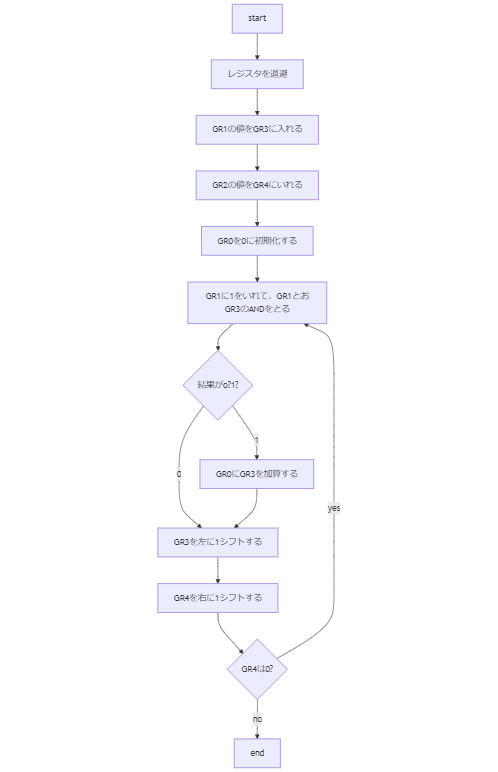 start
レジスタを退避
GR1の値をGR3に入れる
GR2の値をGR4にいれる
GR0を0に初期化する
GR1に1をいれて、GR1とお
GR3のANDをとる
結果が0?1?
1
0
GR0にGR3を加算する
GR3を左に1シフトする
yes
GR4を右に1シフトする
GR4は0?
no
end